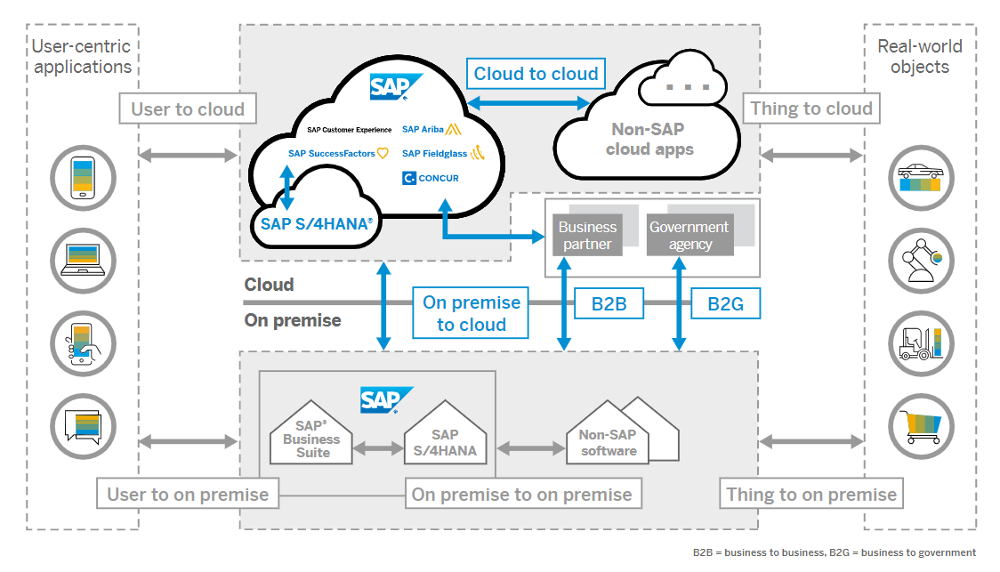 User-centric
applications
Real-world
objects
User to cloud
SAP®
Cloud to cloud
Thing to cloud
Non-SAP
cloud apps
SAP Customer Experience
SAP Ariba
SAP SuccessFactors
SAP Fieldglass
C. CONCUR
SAP S/4HANA®
Business
partner
Government
agency
Cloud
On premise
On premise
to cloud
B2B
B2G
SAP®
SAP®
Business
Suite
SAP
S/4HANA
Non-SAP
software
User to on premise
On premise to on premise
Thing to on premise
B2B = business to business, B2G = business to government